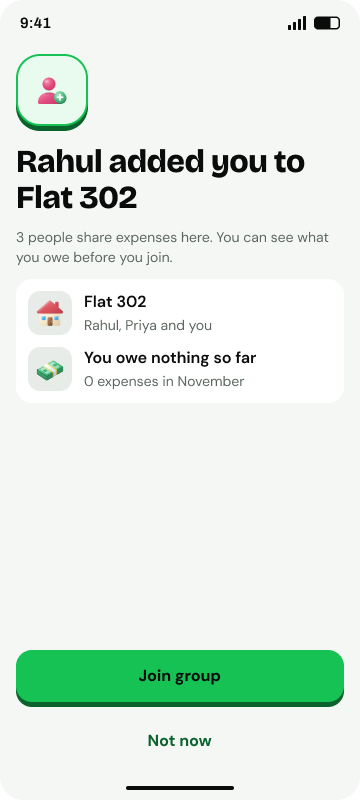 9:41
Rahul added you to
Flat 302
3 people share expenses here. You can see what
you owe before you join.
Flat 302
Rahul, Priya and you
You owe nothing so far
0 expenses in November
Join group
Not now